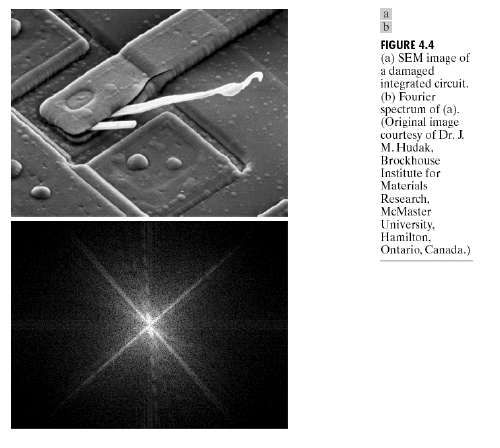 a
b
FIGURE 4.4
(a) SEM image of
a damaged
integrated circuit.
(b) Fourier
spectrum of (a).
(Original image
courtesy of Dr. J.
M. Hudak,
Brockhouse
Institute for
Materials
Research,
McMaster
University,
Hamilton,
Ontario, Canada.)